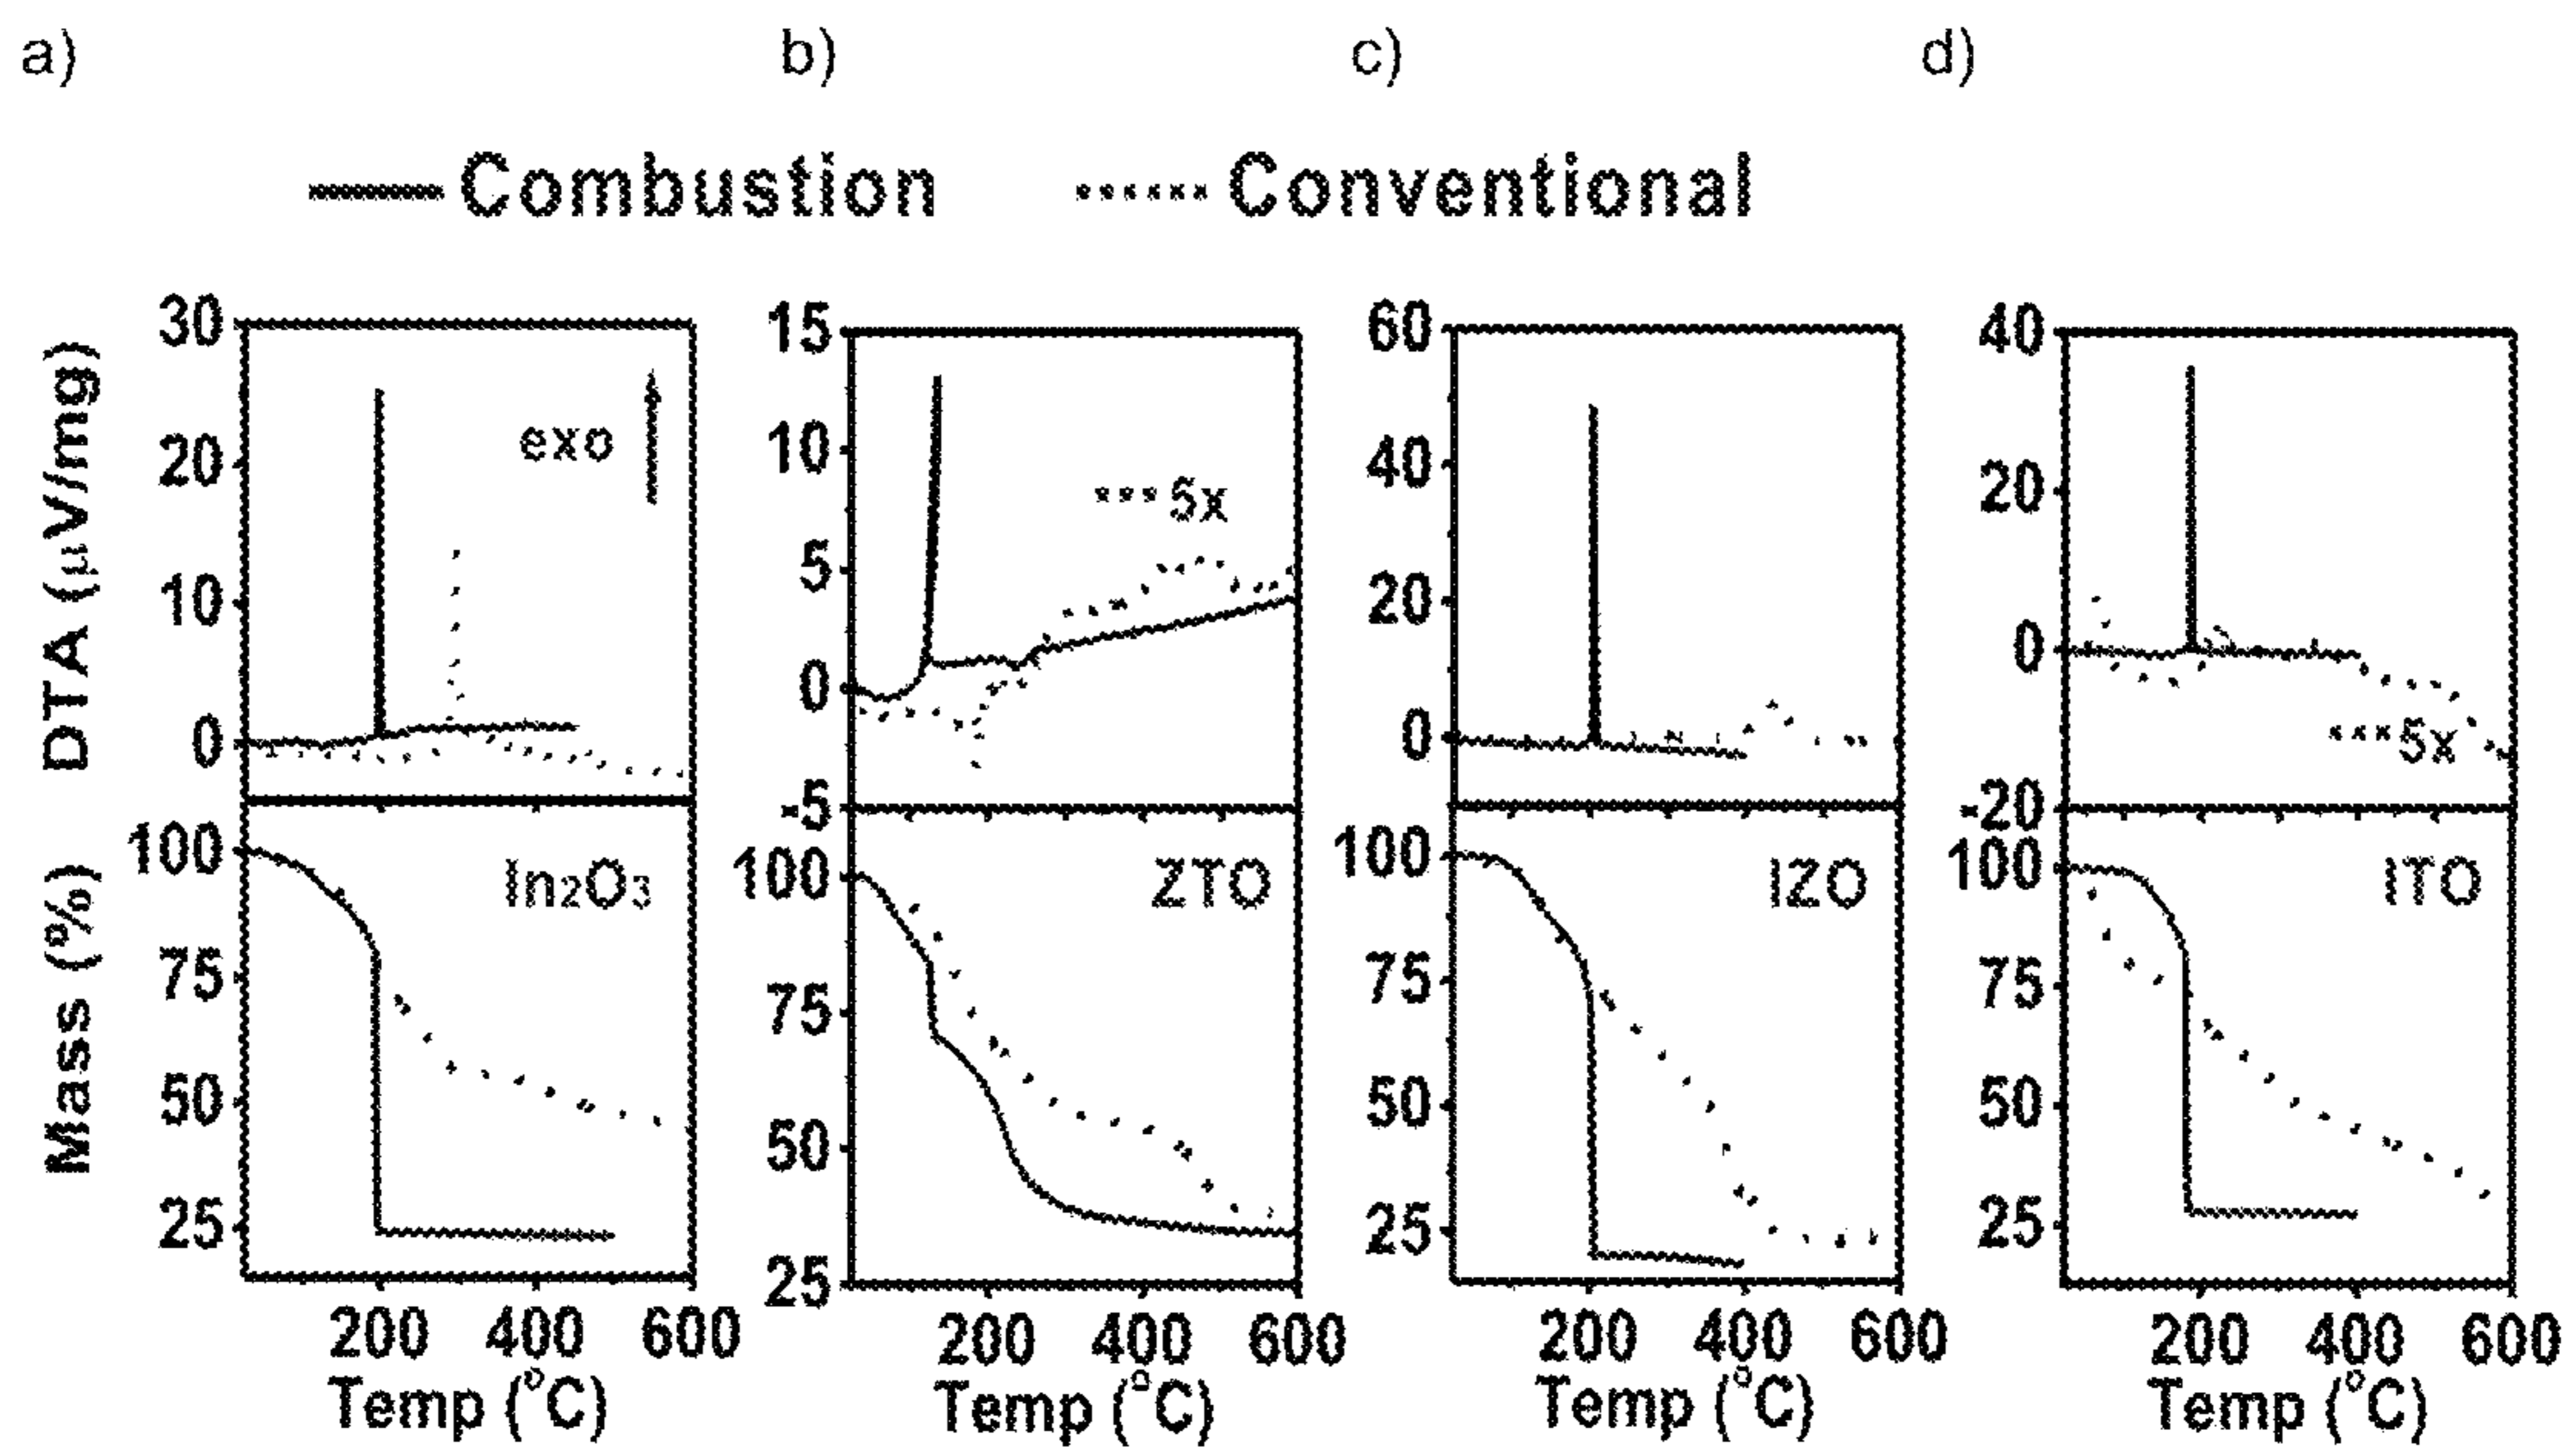 a) b) c) d)
Combustion Conventional
DTA (μV/mg)
30
20
10
0
exo
15
10
5
0
-5
5x
60
40
20
0
40
20
0
-20
5x
Mass (%)
100
75
50
25
In₂O₃
100
75
50
25
ZTO
100
75
50
25
IZO
100
75
50
25
ITO
200 400 600
200 400 600
200 400 600
200 400 600
Temp (°C)
Temp (°C)
Temp (°C)
Temp (°C)